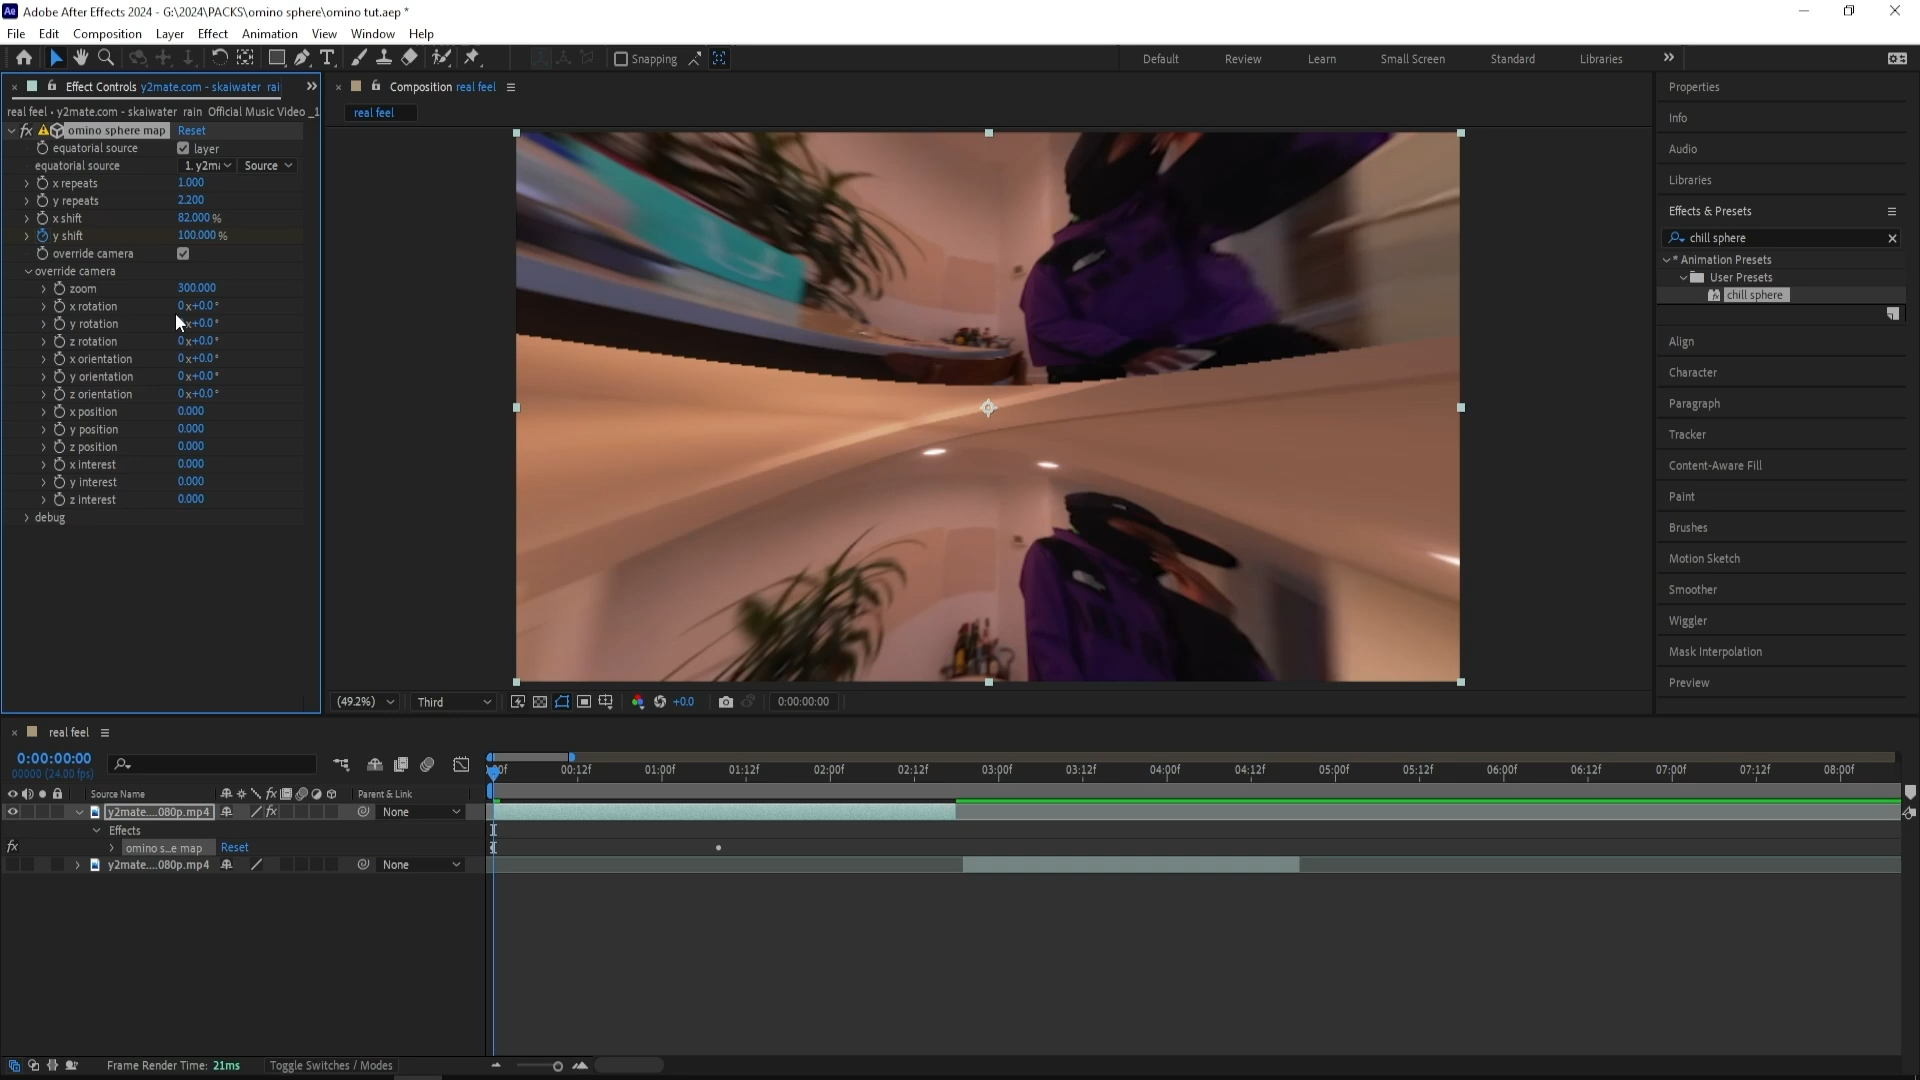 Adobe After Effects 2024 - G:\2024\PACKS\omino sphere\omino tut.aep *
File Edit Composition Layer Effect Animation View Window Help
Snapping
Default Review Learn Small Screen Standard Libraries
Effect Controls y2mate.com - skaiwater rai
Composition real feel
real feel • y2mate.com - skaiwater rain Official Music Video _1
real feel
fx omino sphere map Reset
equatorial source layer
equatorial source 1. y2m Source
x repeats 1.000
y repeats 2.200
x shift 82.000 %
y shift 100.000 %
override camera
override camera
zoom 300.000
x rotation 0 x+0.0 °
y rotation x+0.0 °
z rotation 0 x+0.0 °
x orientation 0 x+0.0 °
y orientation 0 x+0.0 °
z orientation 0 x+0.0 °
x position 0.000
y position 0.000
z position 0.000
x interest 0.000
y interest 0.000
z interest 0.000
debug
(49.2%) Third +0.0 0:00:00:00
Properties
Info
Audio
Libraries
Effects & Presets
chill sphere
* Animation Presets
User Presets
chill sphere
Align
Character
Paragraph
Tracker
Content-Aware Fill
Paint
Brushes
Motion Sketch
Smoother
Wiggler
Mask Interpolation
Preview
real feel
0:00:00:00
00000 (24.00 fps)
00:12f 01:00f 01:12f 02:00f 02:12f 03:00f 03:12f 04:00f 04:12f 05:00f 05:12f 06:00f 06:12f 07:00f 07:12f 08:00f
Source Name Parent & Link
y2mate....080p.mp4 fx None
Effects
fx omino s...e map Reset
y2mate....080p.mp4 None
Frame Render Time: 21ms Toggle Switches / Modes